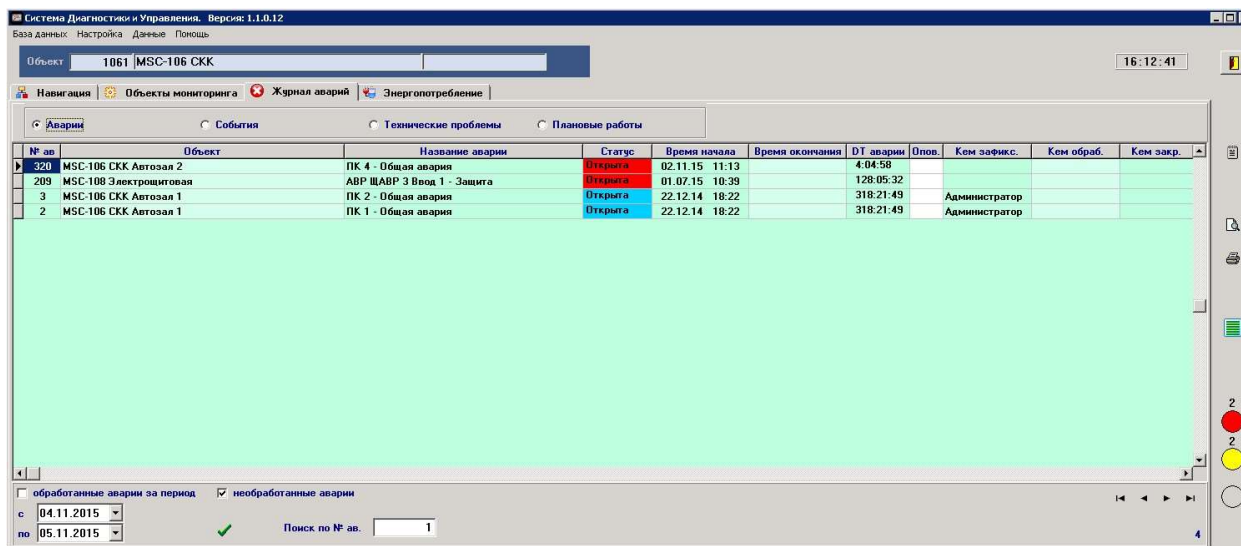 Система Диагностики и Управления. Версия: 1.1.0.12
База данных Настройка Данные Помощь
Объект 1061 MSC-106 СКК 16:12:41
Навигация Объекты мониторинга Журнал аварий Энергопотребление
Аварии События Технические проблемы Плановые работы
№ ав Объект Название аварии Статус Время начала Время окончания DT аварии Опов. Кем зафикс. Кем обраб. Кем закр.
320 MSC-106 СКК Автозал 2 ПК 4 - Общая авария Открыта 02.11.15 11:13 4:04:58
209 MSC-108 Электрощитовая АВР ЩАВР 3 Ввод 1 - Защита Открыта 01.07.15 10:39 128:05:32
3 MSC-106 СКК Автозал 1 ПК 2 - Общая авария Открыта 22.12.14 18:22 318:21:49 Администратор
2 MSC-106 СКК Автозал 1 ПК 1 - Общая авария Открыта 22.12.14 18:22 318:21:49 Администратор
2
2
обработанные аварии за период необработанные аварии
с 04.11.2015
по 05.11.2015 Поиск по № ав. 1 4